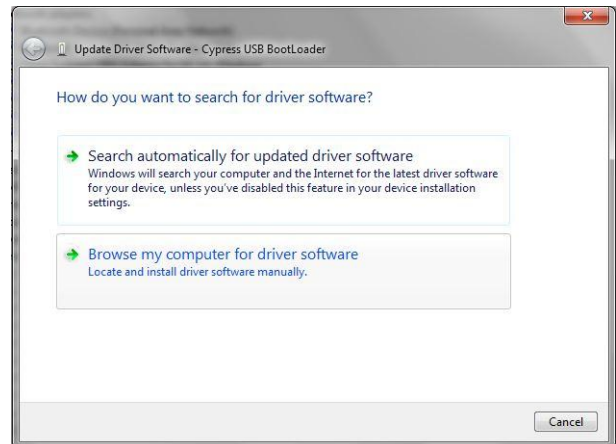 Update Driver Software - Cypress USB BootLoader
How do you want to search for driver software?
Search automatically for updated driver software
Windows will search your computer and the Internet for the latest driver software
for your device, unless you've disabled this feature in your device installation
settings.
Browse my computer for driver software
Locate and install driver software manually.
Cancel